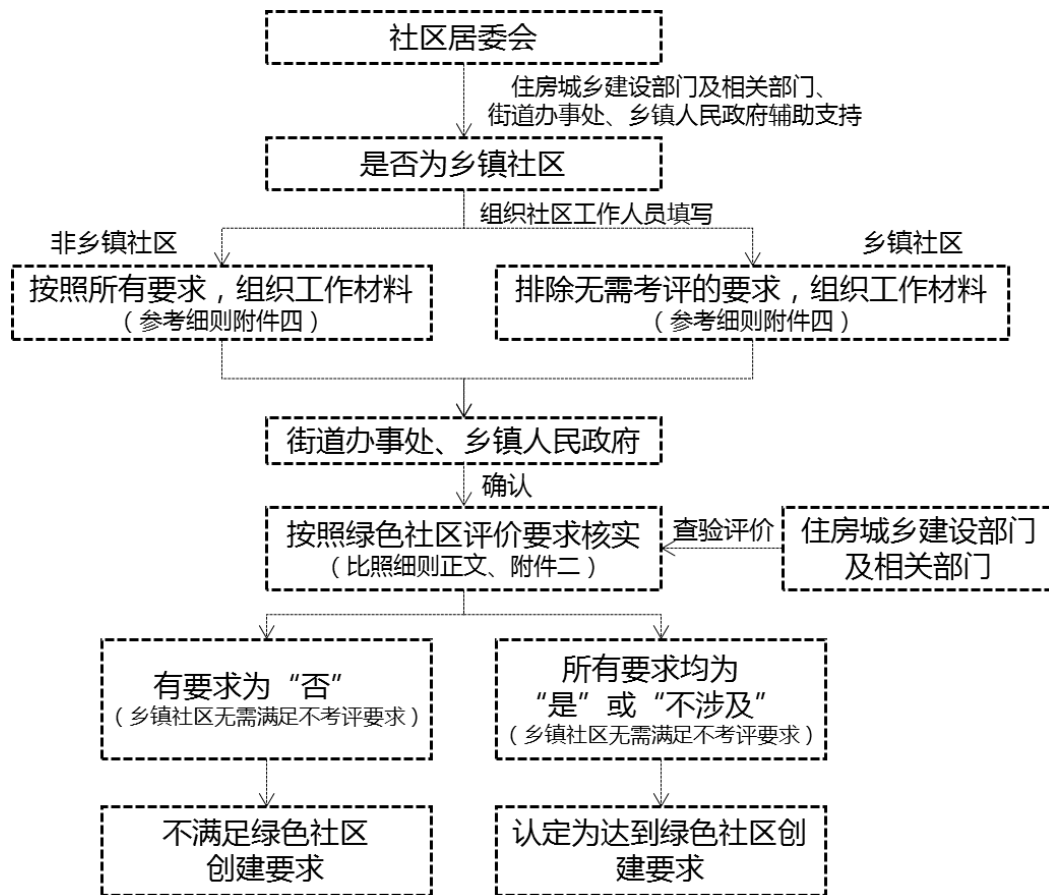 社区居委会
住房城乡建设部门及相关部门、
街道办事处、乡镇人民政府辅助支持
是否为乡镇社区
组织社区工作人员填写
非乡镇社区
乡镇社区
按照所有要求，组织工作材料
（参考细则附件四）
排除无需考评的要求，组织工作材料
（参考细则附件四）
街道办事处、乡镇人民政府
确认
按照绿色社区评价要求核实
（比照细则正文、附件二）
查验评价
住房城乡建设部门
及相关部门
有要求为“否”
（乡镇社区无需满足不考评要求）
所有要求均为
“是”或“不涉及”
（乡镇社区无需满足不考评要求）
不满足绿色社区
创建要求
认定为达到绿色社区创
建要求